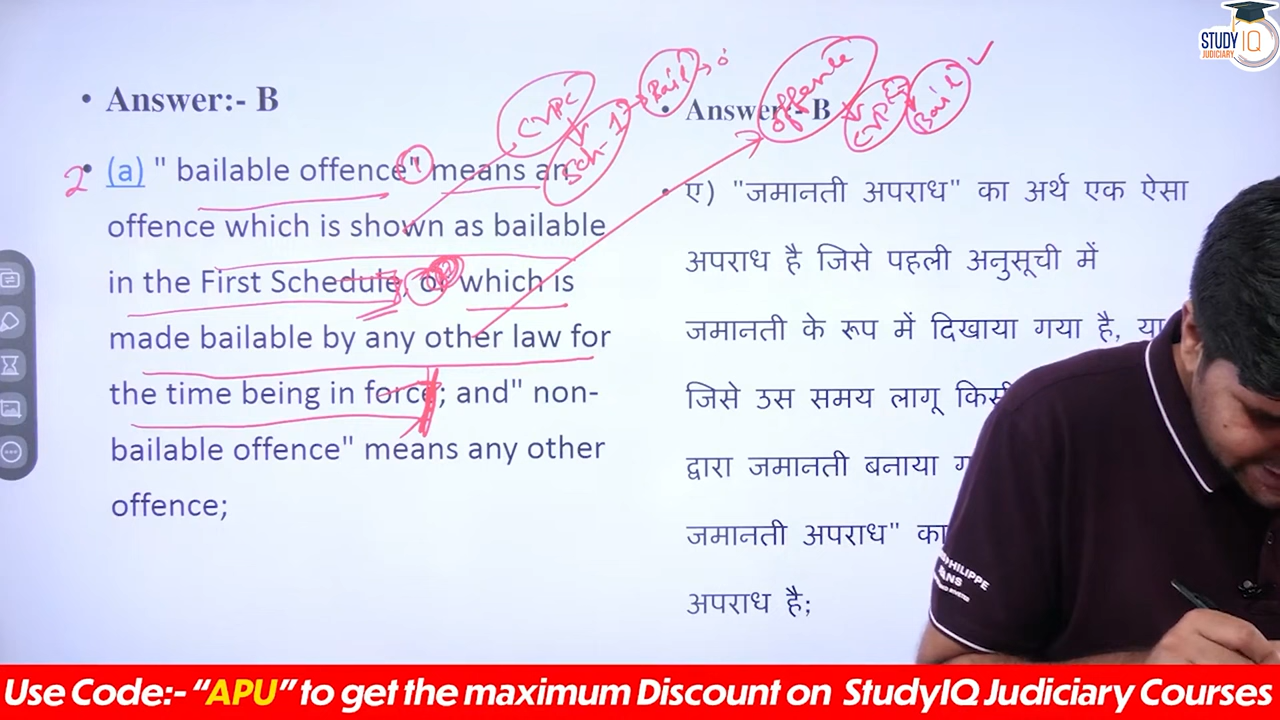 STUDY IQ
JUDICIARY
• Answer:- B
CrPC
Sch-1
Bail
2
• (a) " bailable offence" means an
offence which is shown as bailable
in the First Schedule, or which is
made bailable by any other law for
the time being in force; and" non-
bailable offence" means any other
offence;
• Answer:- B
offence
CrPC
Bail
• ए) "जमानती अपराध" का अर्थ एक ऐसा
अपराध है जिसे पहली अनुसूची में
जमानती के रूप में दिखाया गया है, या
जिसे उस समय लागू किसी
द्वारा जमानती बनाया
जमानती अपराध" का
अपराध है;
PHILIPPE
Use Code:- “APU” to get the maximum Discount on StudyIQ Judiciary Courses